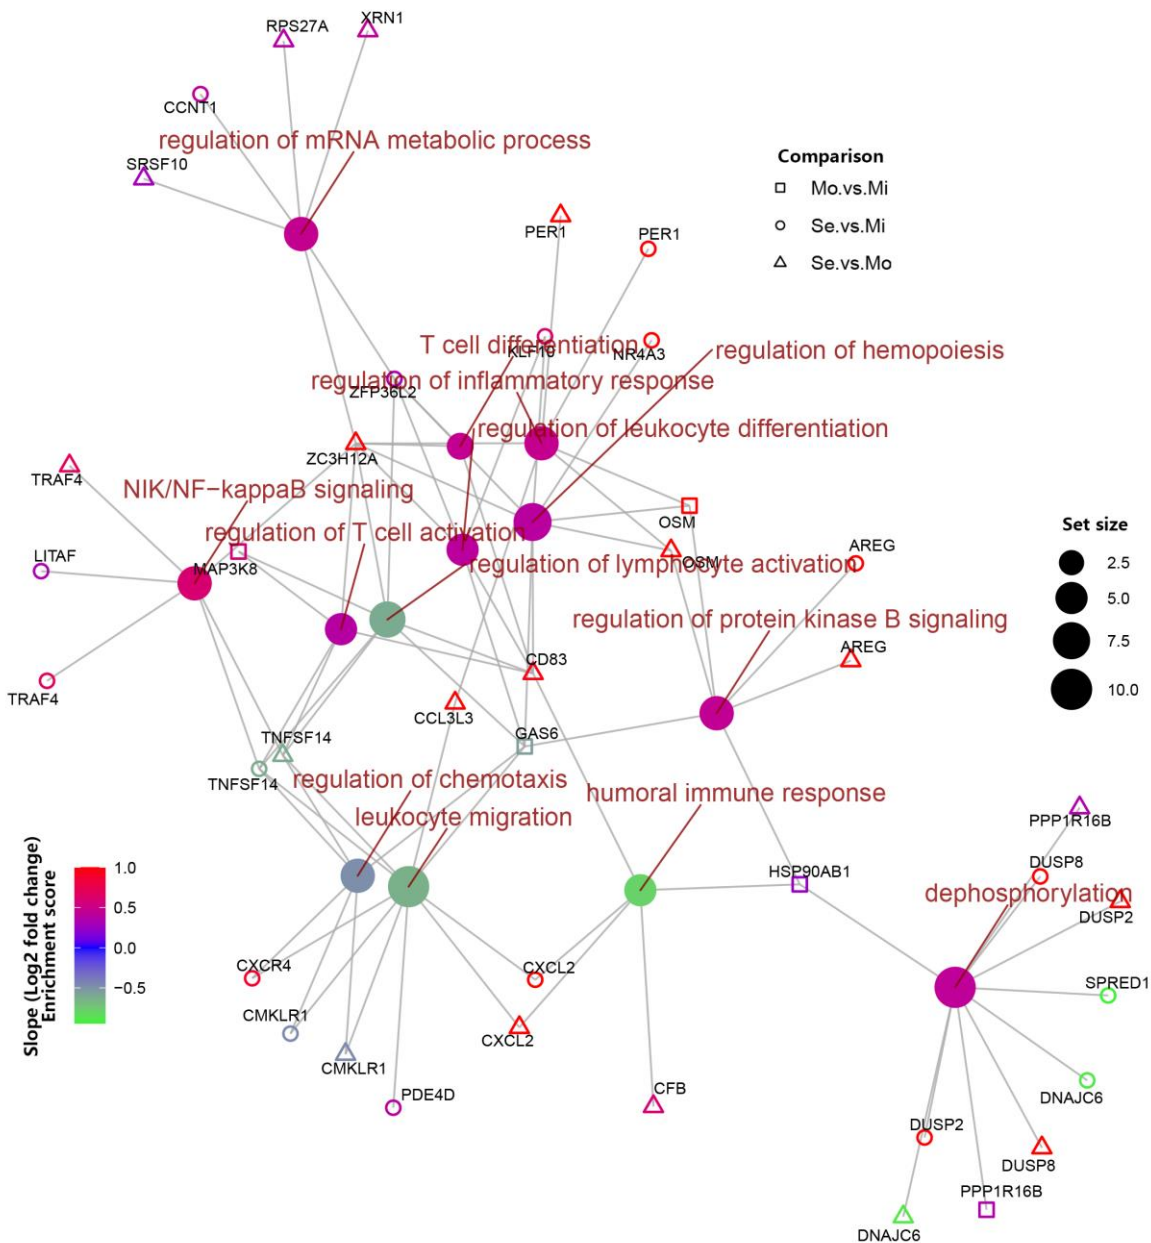 RPS27A
XRN1
CCNT1
regulation of mRNA metabolic process
SRSF10
Comparison
Mo.vs.Mi
Se.vs.Mi
Se.vs.Mo
PER1
PER1
T cell differentiation
KLF10
NR4A3
regulation of hemopoiesis
regulation of inflammatory response
ZFP36L2
regulation of leukocyte differentiation
ZC3H12A
TRAF4
NIK/NF−kappaB signaling
OSM
regulation of T cell activation
Set size
2.5
5.0
7.5
10.0
AREG
LITAF
MAP3K8
OSM
regulation of lymphocyte activation
regulation of protein kinase B signaling
AREG
CD83
TRAF4
CCL3L3
GAS6
TNFSF14
TNFSF14
regulation of chemotaxis
humoral immune response
leukocyte migration
PPP1R16B
DUSP8
HSP90AB1
dephosphorylation
DUSP2
Slope (Log2 fold change)
Enrichment score
1.0
0.5
0.0
−0.5
CXCR4
CXCL2
SPRED1
CMKLR1
CXCL2
CMKLR1
PDE4D
CFB
DNAJC6
DUSP2
DUSP8
PPP1R16B
DNAJC6